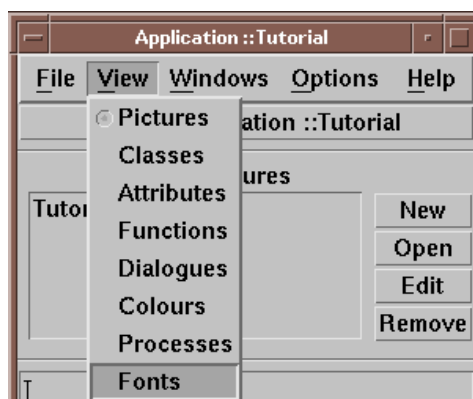 Application ::Tutorial
File View Windows Options Help
Pictures
ation ::Tutorial
Classes
ures
Attributes
Tutor
New
Functions
Open
Dialogues
Edit
Colours
Remove
Processes
Fonts